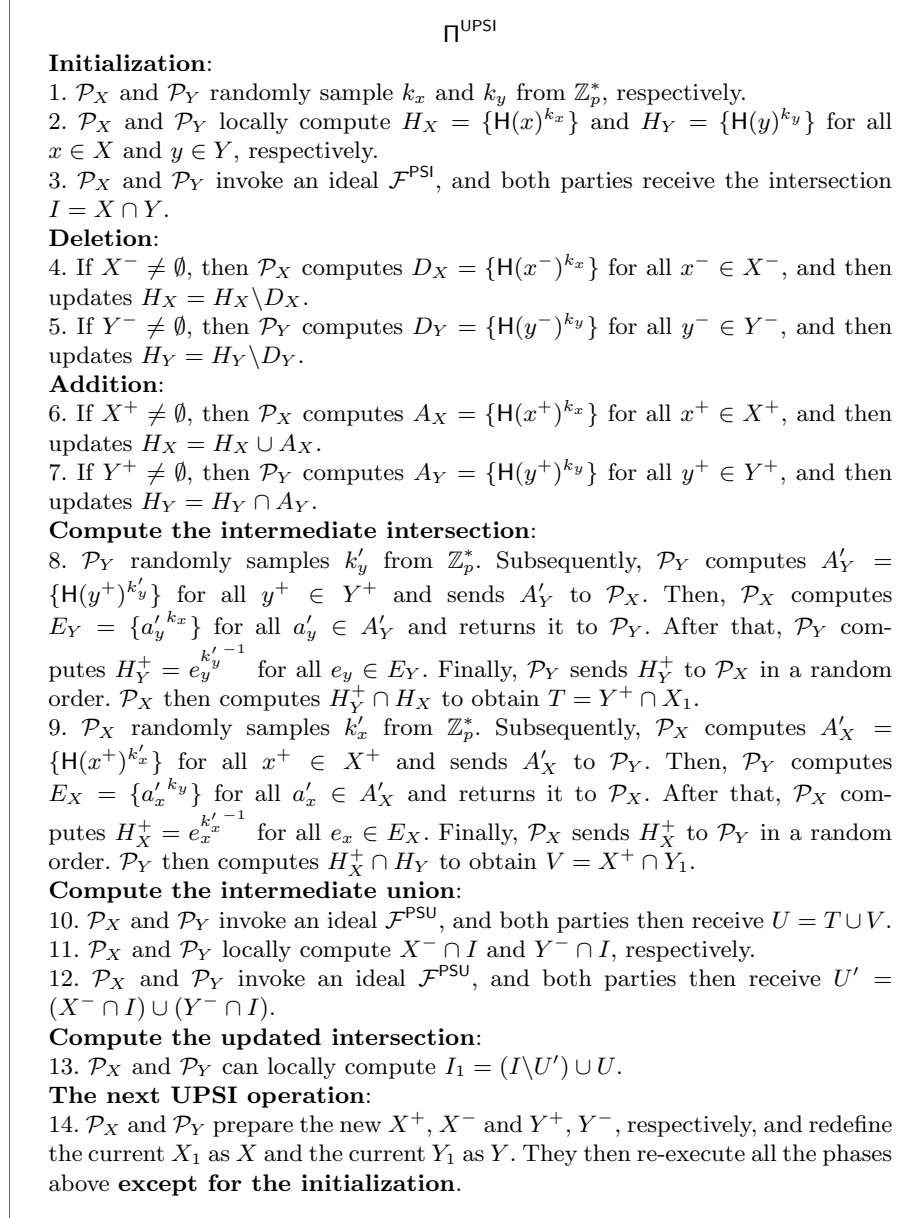 Π^UPSI
Initialization:
1. 𝒫_X and 𝒫_Y randomly sample k_x and k_y from ℤ*_p, respectively.
2. 𝒫_X and 𝒫_Y locally compute H_X = {H(x)^{k_x}} and H_Y = {H(y)^{k_y}} for all
x ∈ X and y ∈ Y, respectively.
3. 𝒫_X and 𝒫_Y invoke an ideal ℱ^PSI, and both parties receive the intersection
I = X ∩ Y.
Deletion:
4. If X^− ≠ ∅, then 𝒫_X computes D_X = {H(x^−)^{k_x}} for all x^− ∈ X^−, and then
updates H_X = H_X\D_X.
5. If Y^− ≠ ∅, then 𝒫_Y computes D_Y = {H(y^−)^{k_y}} for all y^− ∈ Y^−, and then
updates H_Y = H_Y\D_Y.
Addition:
6. If X^+ ≠ ∅, then 𝒫_X computes A_X = {H(x^+)^{k_x}} for all x^+ ∈ X^+, and then
updates H_X = H_X ∪ A_X.
7. If Y^+ ≠ ∅, then 𝒫_Y computes A_Y = {H(y^+)^{k_y}} for all y^+ ∈ Y^+, and then
updates H_Y = H_Y ∩ A_Y.
Compute the intermediate intersection:
8. 𝒫_Y randomly samples k′_y from ℤ*_p. Subsequently, 𝒫_Y computes A′_Y =
{H(y^+)^{k′_y}} for all y^+ ∈ Y^+ and sends A′_Y to 𝒫_X. Then, 𝒫_X computes
E_Y = {a′_y^{k_x}} for all a′_y ∈ A′_Y and returns it to 𝒫_Y. After that, 𝒫_Y com-
putes H^+_Y = e_y^{k′_y^{−1}} for all e_y ∈ E_Y. Finally, 𝒫_Y sends H^+_Y to 𝒫_X in a random
order. 𝒫_X then computes H^+_Y ∩ H_X to obtain T = Y^+ ∩ X_1.
9. 𝒫_X randomly samples k′_x from ℤ*_p. Subsequently, 𝒫_X computes A′_X =
{H(x^+)^{k′_x}} for all x^+ ∈ X^+ and sends A′_X to 𝒫_Y. Then, 𝒫_Y computes
E_X = {a′_x^{k_y}} for all a′_x ∈ A′_X and returns it to 𝒫_X. After that, 𝒫_X com-
putes H^+_X = e_x^{k′_x^{−1}} for all e_x ∈ E_X. Finally, 𝒫_X sends H^+_X to 𝒫_Y in a random
order. 𝒫_Y then computes H^+_X ∩ H_Y to obtain V = X^+ ∩ Y_1.
Compute the intermediate union:
10. 𝒫_X and 𝒫_Y invoke an ideal ℱ^PSU, and both parties then receive U = T ∪ V.
11. 𝒫_X and 𝒫_Y locally compute X^− ∩ I and Y^− ∩ I, respectively.
12. 𝒫_X and 𝒫_Y invoke an ideal ℱ^PSU, and both parties then receive U′ =
(X^− ∩ I) ∪ (Y^− ∩ I).
Compute the updated intersection:
13. 𝒫_X and 𝒫_Y can locally compute I_1 = (I\U′) ∪ U.
The next UPSI operation:
14. 𝒫_X and 𝒫_Y prepare the new X^+, X^− and Y^+, Y^−, respectively, and redefine
the current X_1 as X and the current Y_1 as Y. They then re-execute all the phases
above except for the initialization.